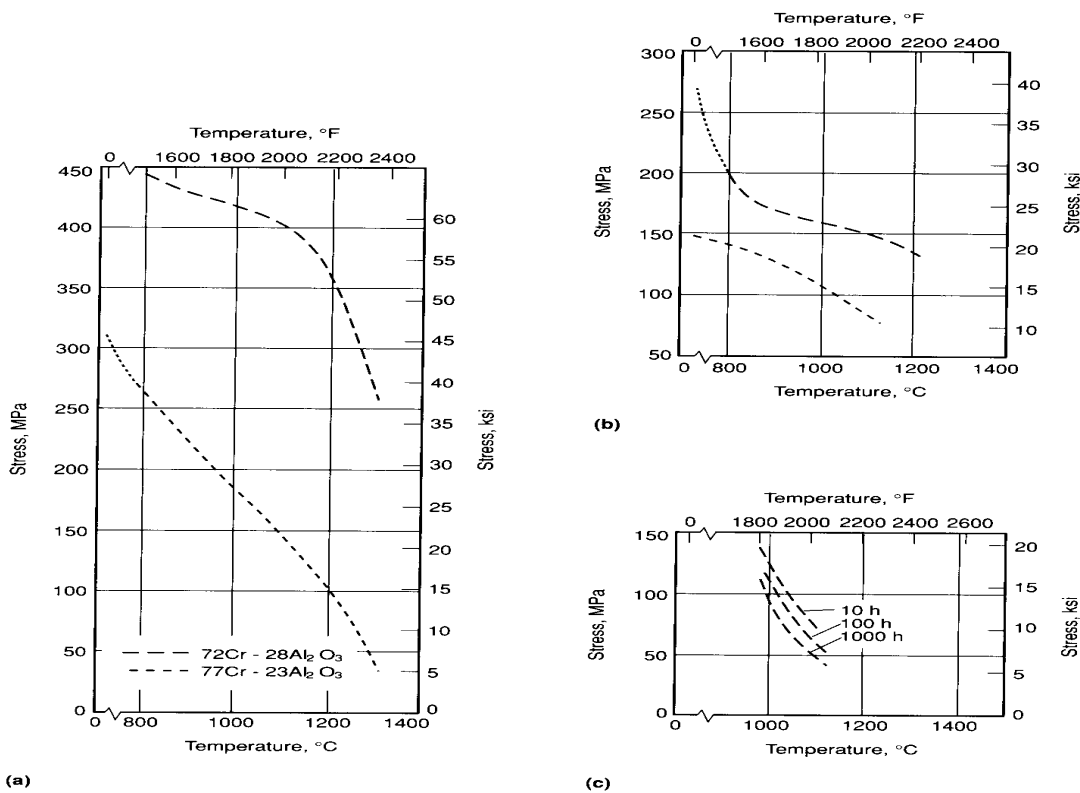 Temperature, °F
0 1600 1800 2000 2200 2400
450
400
350
300
250
200
150
100
50
0
Stress, MPa
60
55
50
45
40
35
30
25
20
15
10
5
0
Stress, ksi
72Cr - 28Al₂ O₃
77Cr - 23Al₂ O₃
0 800 1000 1200 1400
Temperature, °C
(a)
Temperature, °F
0 1600 1800 2000 2200 2400
300
250
200
150
100
50
Stress, MPa
40
35
30
25
20
15
10
Stress, ksi
0 800 1000 1200 1400
Temperature, °C
(b)
Temperature, °F
0 1800 2000 2200 2400 2600
150
100
50
0
Stress, MPa
20
15
10
5
0
Stress, ksi
10 h
100 h
1000 h
0 1000 1200 1400
Temperature, °C
(c)